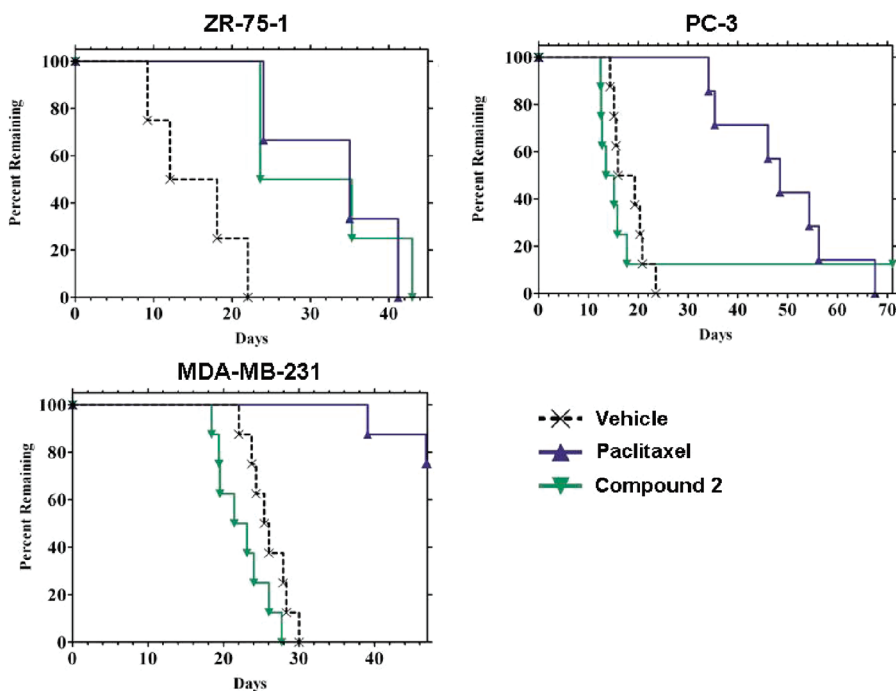 ZR-75-1
100
80
60
40
20
0
Percent Remaining
0 10 20 30 40
Days
PC-3
100
80
60
40
20
0
Percent Remaining
0 10 20 30 40 50 60 70
Days
MDA-MB-231
100
80
60
40
20
0
Percent Remaining
0 10 20 30 40
Days
Vehicle
Paclitaxel
Compound 2